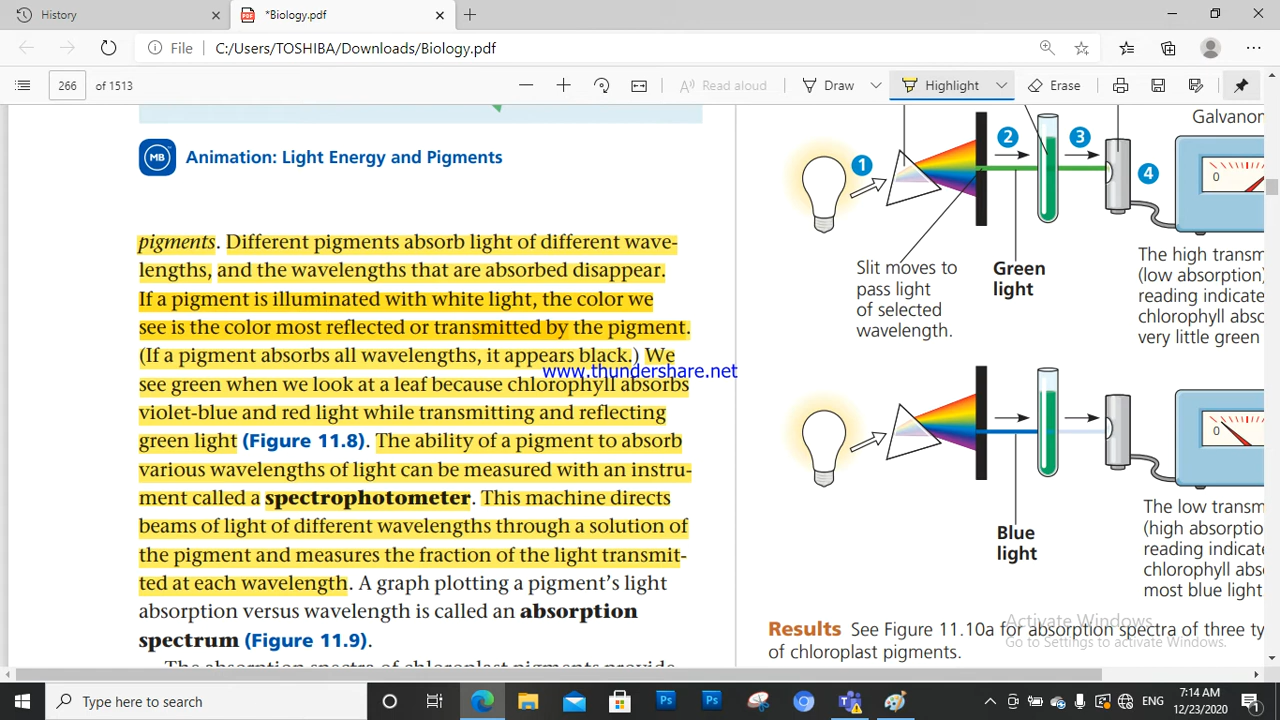 History
*Biology.pdf
File
C:/Users/TOSHIBA/Downloads/Biology.pdf
266 of 1513
Read aloud
Draw
Highlight
Erase
MB Animation: Light Energy and Pigments
pigments. Different pigments absorb light of different wave-
lengths, and the wavelengths that are absorbed disappear.
If a pigment is illuminated with white light, the color we
see is the color most reflected or transmitted by the pigment.
(If a pigment absorbs all wavelengths, it appears black.) We
www.thundershare.net
see green when we look at a leaf because chlorophyll absorbs
violet-blue and red light while transmitting and reflecting
green light (Figure 11.8). The ability of a pigment to absorb
various wavelengths of light can be measured with an instru-
ment called a spectrophotometer. This machine directs
beams of light of different wavelengths through a solution of
the pigment and measures the fraction of the light transmit-
ted at each wavelength. A graph plotting a pigment's light
absorption versus wavelength is called an absorption
spectrum (Figure 11.9).
The absorption spectra of chloroplast pigments provide
Galvanom
1
2
3
4
0
Slit moves to
pass light
of selected
wavelength.
Green
light
The high transm
(low absorption)
reading indicate
chlorophyll abso
very little green
0
Blue
light
The low transm
(high absorptio
reading indicate
chlorophyll abs
most blue light
Results See Figure 11.10a for absorption spectra of three ty
of chloroplast pigments.
Activate Windows
Go to Settings to activate Windows.
Type here to search
Ps
Ps
ENG
7:14 AM
12/23/2020
1